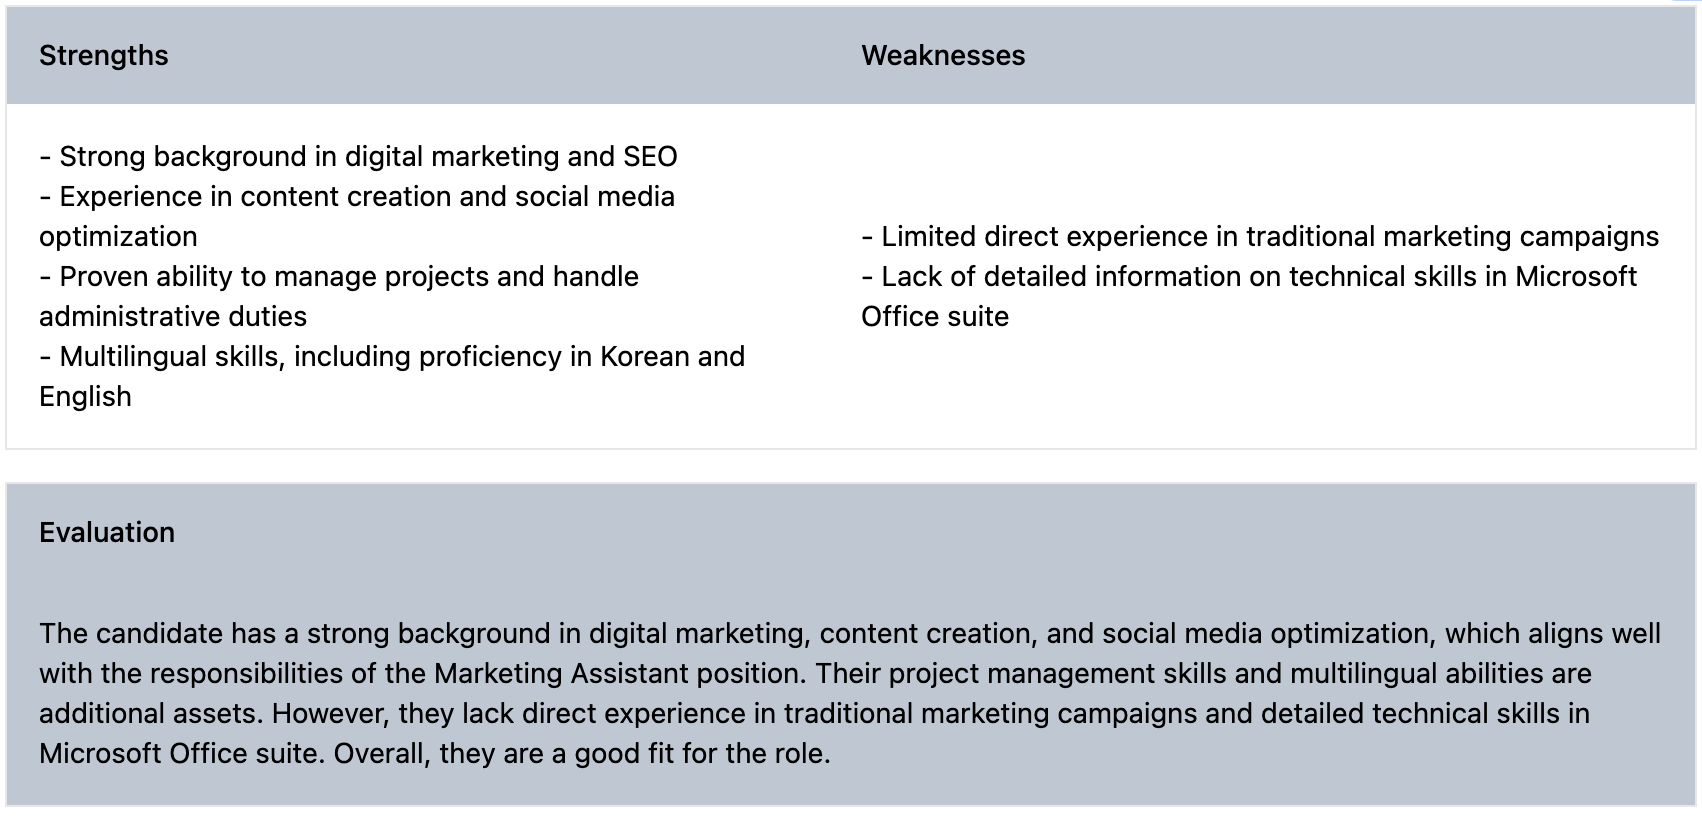 Strengths
Weaknesses
- Strong background in digital marketing and SEO
- Experience in content creation and social media
optimization
- Proven ability to manage projects and handle
administrative duties
- Multilingual skills, including proficiency in Korean and
English
- Limited direct experience in traditional marketing campaigns
- Lack of detailed information on technical skills in Microsoft
Office suite
Evaluation
The candidate has a strong background in digital marketing, content creation, and social media optimization, which aligns well
with the responsibilities of the Marketing Assistant position. Their project management skills and multilingual abilities are
additional assets. However, they lack direct experience in traditional marketing campaigns and detailed technical skills in
Microsoft Office suite. Overall, they are a good fit for the role.